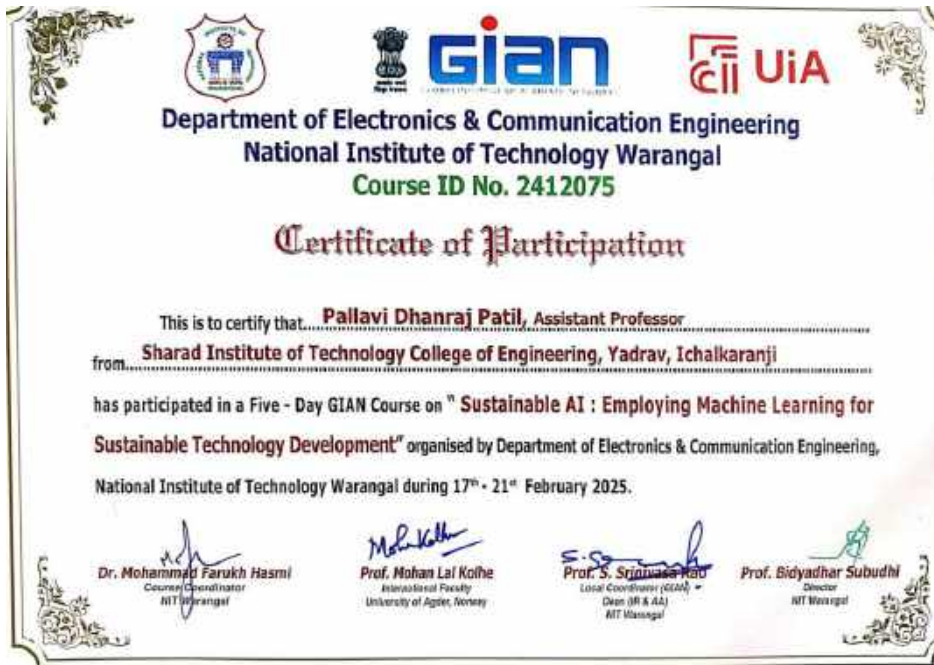 Gian
UiA
Department of Electronics & Communication Engineering
National Institute of Technology Warangal
Course ID No. 2412075
Certificate of Participation
This is to certify that....Pallavi Dhanraj Patil, Assistant Professor
from....Sharad Institute of Technology College of Engineering, Yadrav, Ichalkaranji
has participated in a Five - Day GIAN Course on " Sustainable AI : Employing Machine Learning for
Sustainable Technology Development" organised by Department of Electronics & Communication Engineering,
National Institute of Technology Warangal during 17th - 21st February 2025.
Dr. Mohammad Farukh Hasmi
Course Coordinator
NIT Warangal
Prof. Mohan Lal Kolhe
International Faculty
University of Agder, Norway
Prof. S. Srinivasa Rao
Local Coordinator (GIAN)
Dean (IR & AA)
NIT Warangal
Prof. Bidyadhar Subudhi
Director
NIT Warangal